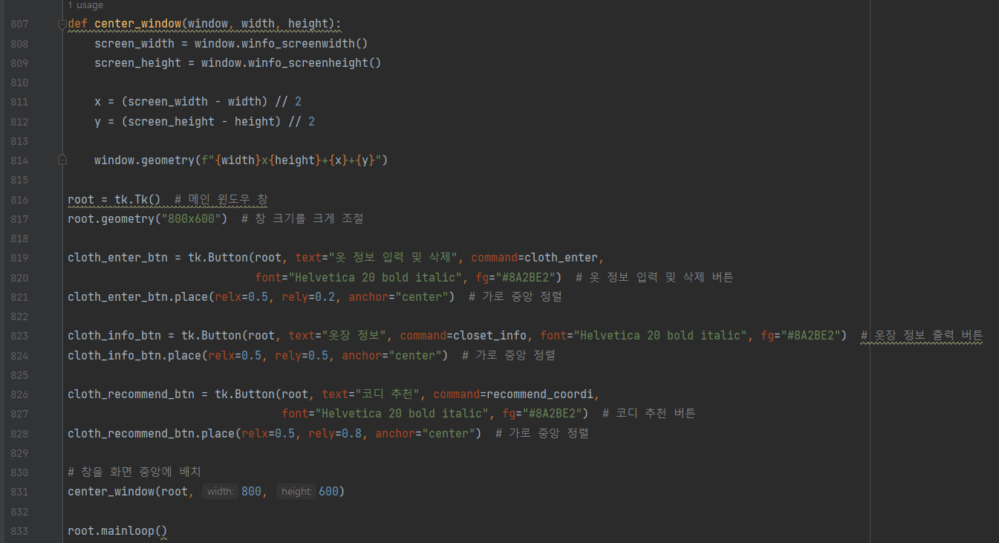 1 usage
807 def center_window(window, width, height):
808     screen_width = window.winfo_screenwidth()
809     screen_height = window.winfo_screenheight()
810
811     x = (screen_width - width) // 2
812     y = (screen_height - height) // 2
813
814     window.geometry(f"{width}x{height}+{x}+{y}")
815
816 root = tk.Tk()  # 메인 윈도우 창
817 root.geometry("800x600")  # 창 크기를 크게 조절
818
819 cloth_enter_btn = tk.Button(root, text="옷 정보 입력 및 삭제", command=cloth_enter,
820                             font="Helvetica 20 bold italic", fg="#8A2BE2")  # 옷 정보 입력 및 삭제 버튼
821 cloth_enter_btn.place(relx=0.5, rely=0.2, anchor="center")  # 가로 중앙 정렬
822
823 cloth_info_btn = tk.Button(root, text="옷장 정보", command=closet_info, font="Helvetica 20 bold italic", fg="#8A2BE2")  # 옷장 정보 출력 버튼
824 cloth_info_btn.place(relx=0.5, rely=0.5, anchor="center")  # 가로 중앙 정렬
825
826 cloth_recommend_btn = tk.Button(root, text="코디 추천", command=recommend_coordi,
827                                 font="Helvetica 20 bold italic", fg="#8A2BE2")  # 코디 추천 버튼
828 cloth_recommend_btn.place(relx=0.5, rely=0.8, anchor="center")  # 가로 중앙 정렬
829
830 # 창을 화면 중앙에 배치
831 center_window(root, width: 800, height: 600)
832
833 root.mainloop()